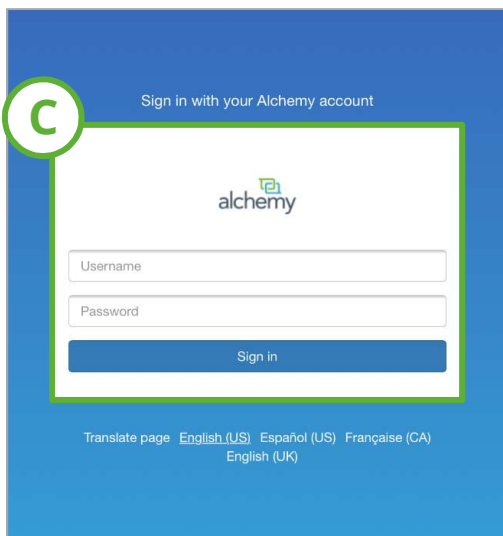 Sign in with your Alchemy account
C
alchemy
Username
Password
Sign in
Translate page English (US) Español (US) Française (CA)
English (UK)